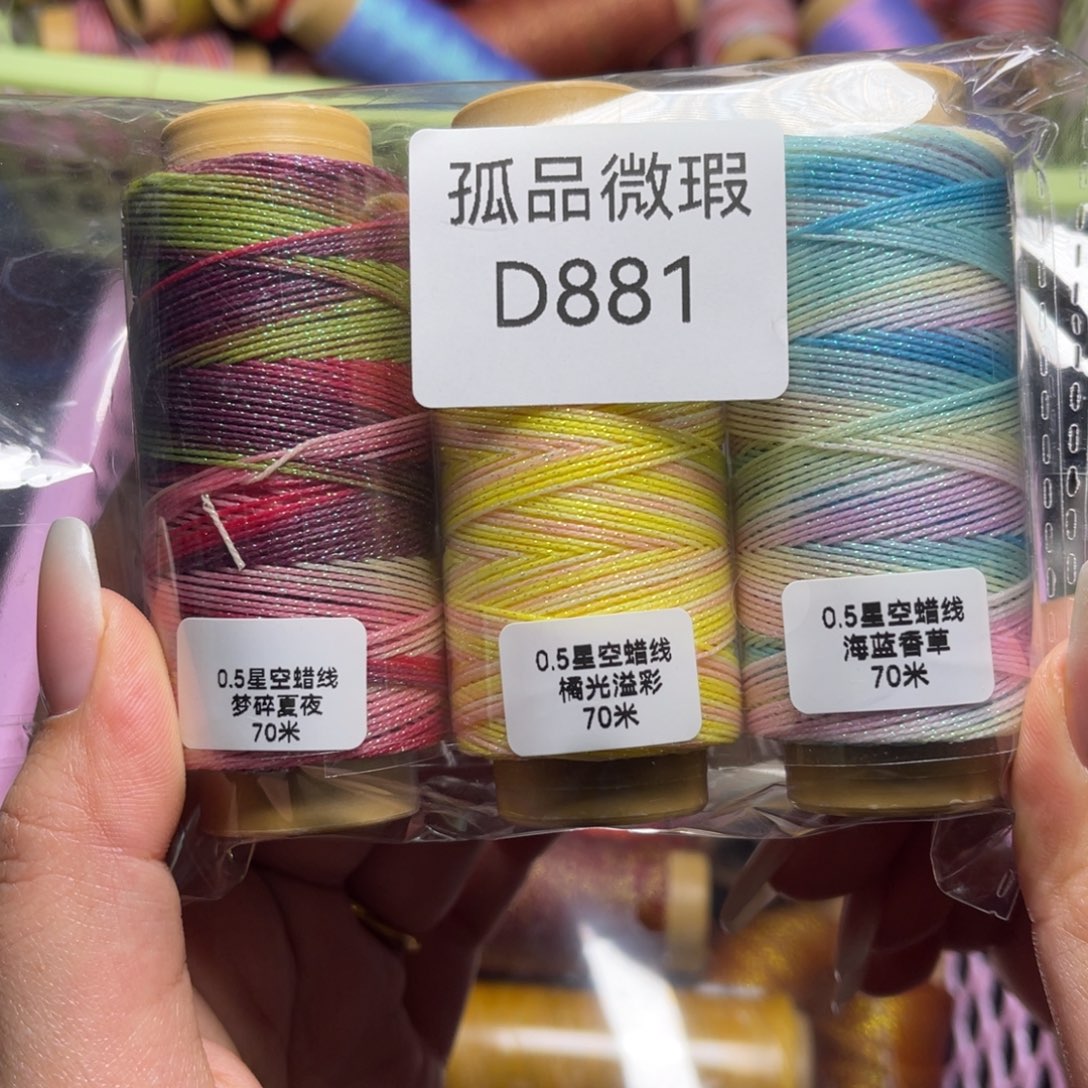 孤品微瑕
D881
0.5星空蜡线
梦碎夏夜
70米
0.5星空蜡线
橘光溢彩
70米
0.5星空蜡线
海蓝香草
70米